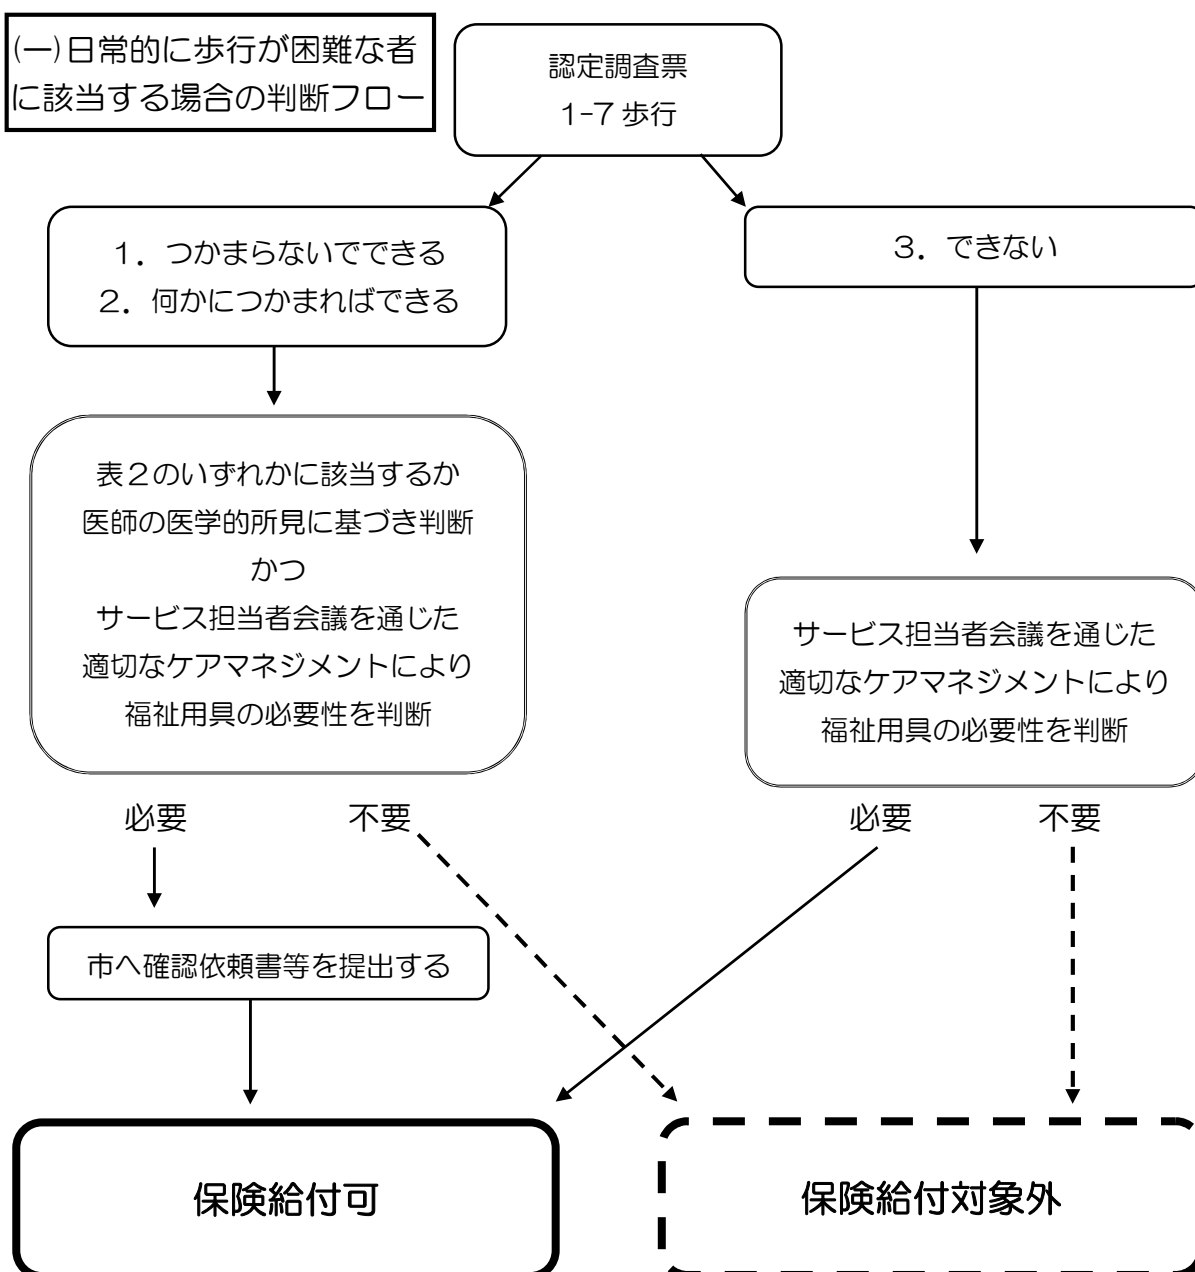 (一)日常的に歩行が困難な者
に該当する場合の判断フロー
認定調査票
1-7 歩行
1．つかまらないでできる
2．何かにつかまればできる
3．できない
表2のいずれかに該当するか
医師の医学的所見に基づき判断
かつ
サービス担当者会議を通じた
適切なケアマネジメントにより
福祉用具の必要性を判断
サービス担当者会議を通じた
適切なケアマネジメントにより
福祉用具の必要性を判断
必要
不要
必要
不要
市へ確認依頼書等を提出する
保険給付可
保険給付対象外